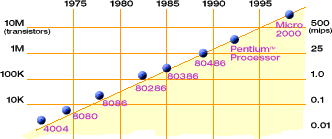 1975 1980 1985 1990 1995
10M
(transistors)
500
(mips)
Micro
2000
1M
25
Pentium™
Processor
80486
100K
1.0
80386
80286
10K
0.1
8086
8080
4004
0.01